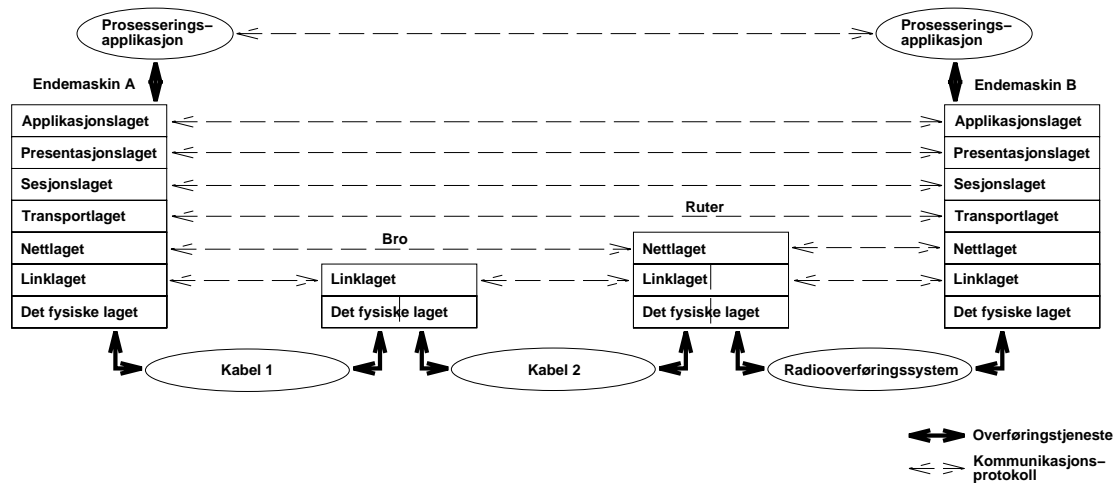 Prosesserings–
applikasjon
Prosesserings–
applikasjon
Endemaskin A
Endemaskin B
Applikasjonslaget
Applikasjonslaget
Presentasjonslaget
Presentasjonslaget
Sesjonslaget
Sesjonslaget
Transportlaget
Ruter
Transportlaget
Nettlaget
Bro
Nettlaget
Nettlaget
Linklaget
Linklaget
Linklaget
Linklaget
Det fysiske laget
Det fysiske laget
Det fysiske laget
Det fysiske laget
Kabel 1
Kabel 2
Radiooverføringssystem
Overføringstjeneste
Kommunikasjons–
protokoll